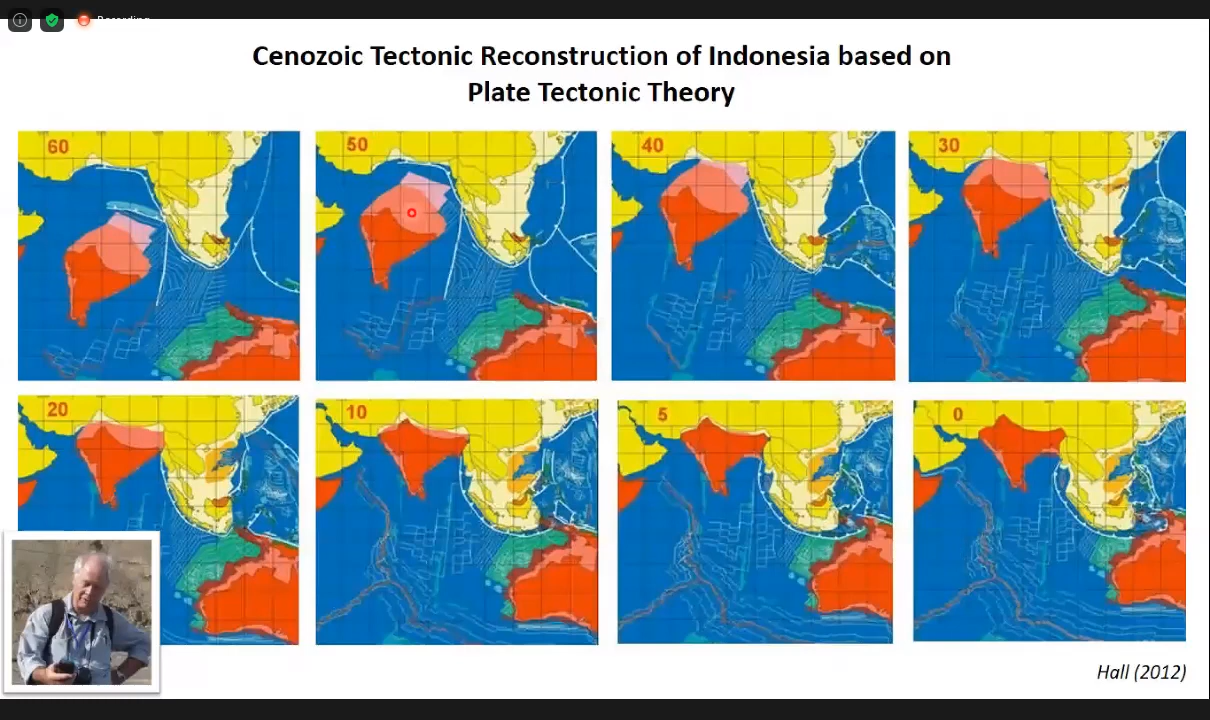 Recording
Cenozoic Tectonic Reconstruction of Indonesia based on
Plate Tectonic Theory
60
50
40
30
20
10
5
0
Hall (2012)